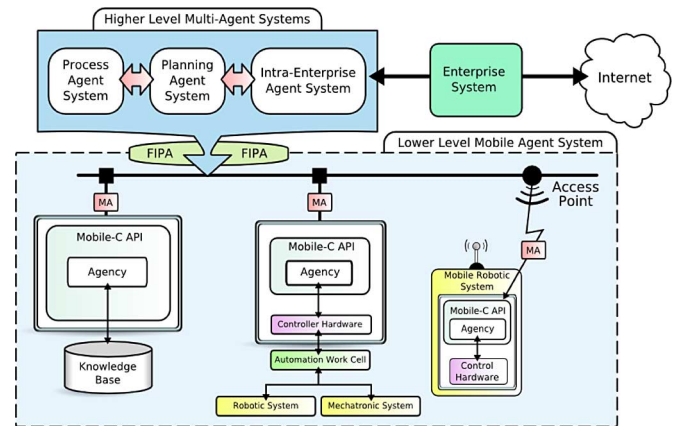 Higher Level Multi-Agent Systems
Process
Agent
System
Planning
Agent
System
Intra-Enterprise
Agent System
Enterprise
System
Internet
FIPA
FIPA
Lower Level Mobile Agent System
MA
MA
Access
Point
MA
Mobile-C API
Agency
Knowledge
Base
Mobile-C API
Agency
Controller Hardware
Automation Work Cell
Robotic System
Mechatronic System
Mobile Robotic
System
Mobile-C API
Agency
Control
Hardware